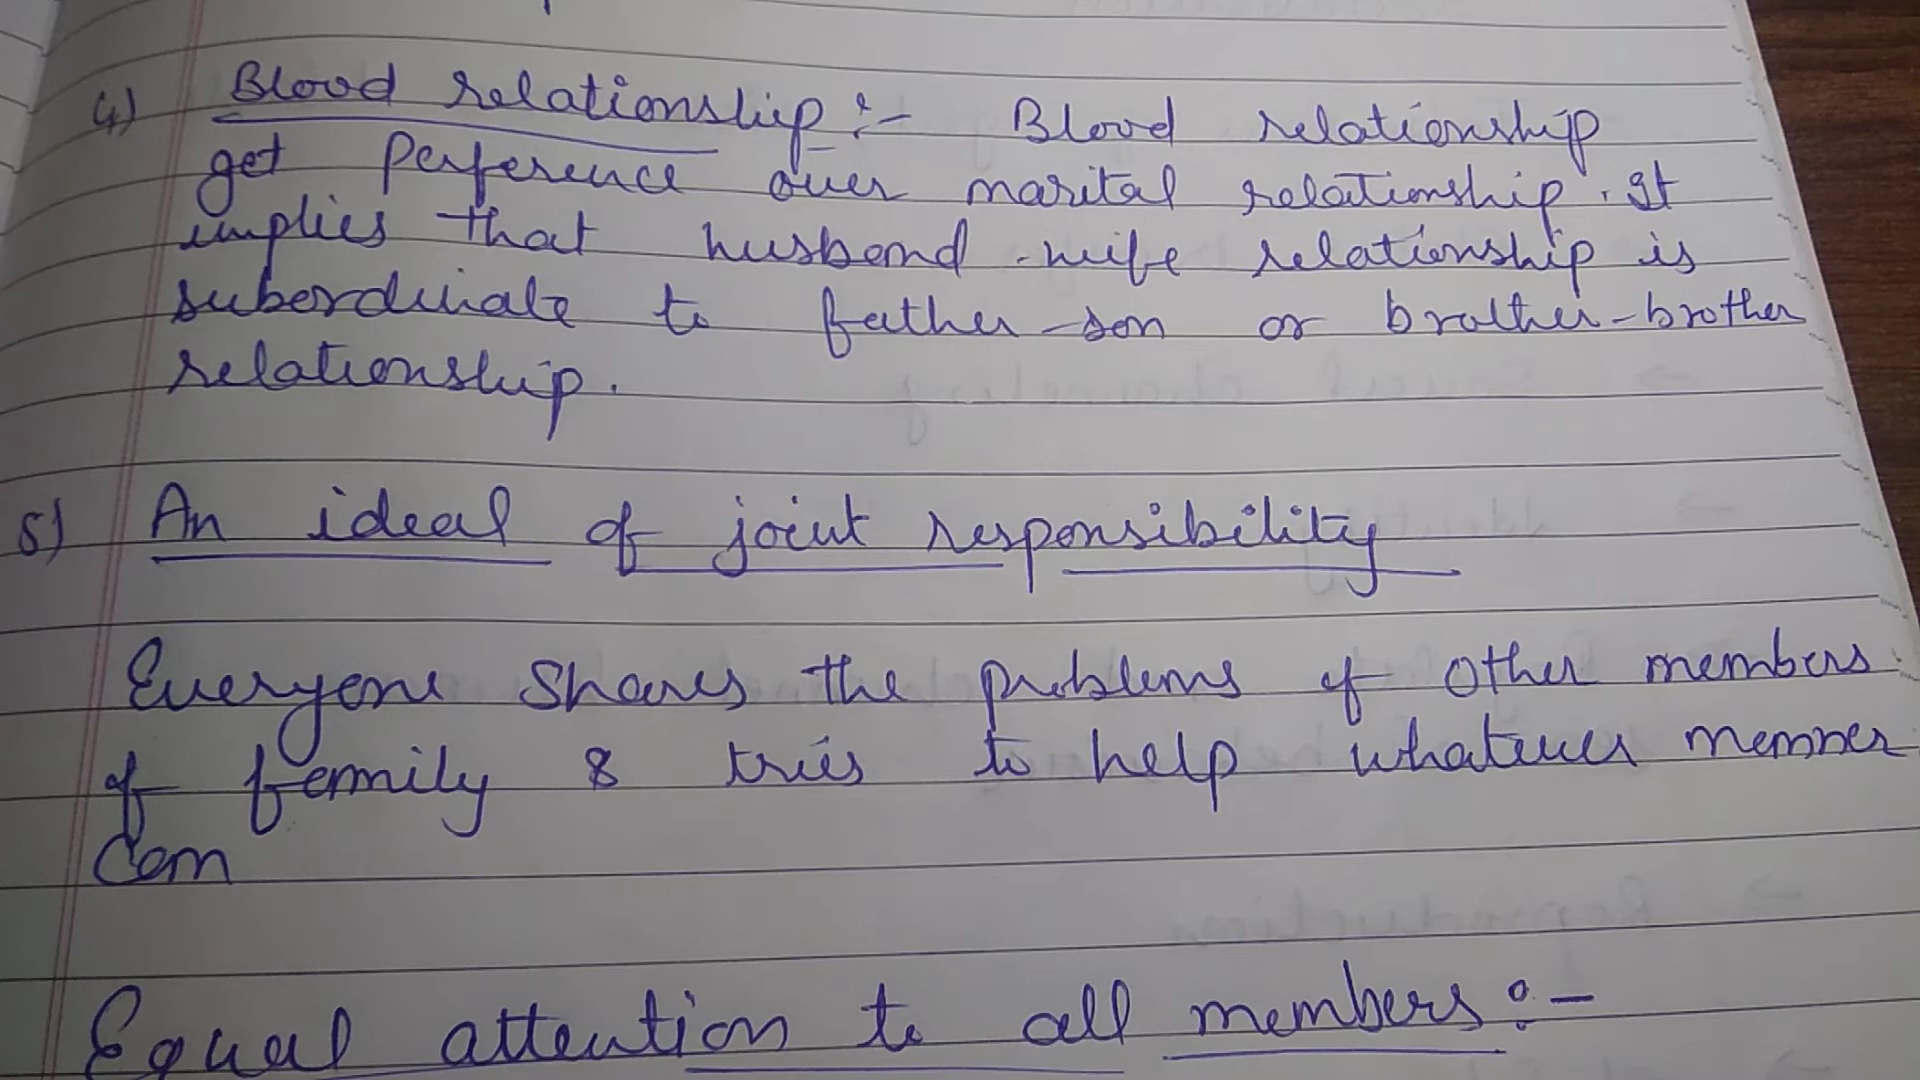 4) Blood relationship :- Blood relationship
get perference over marital relationship. It
implies that husband-wife relationship is
subordinate to father-son or brother-brother
relationship.
5) An ideal of joint responsibility
Everyone shares the problems of other members
of family & tries to help whatever memner
can
Equal attention to all members :-